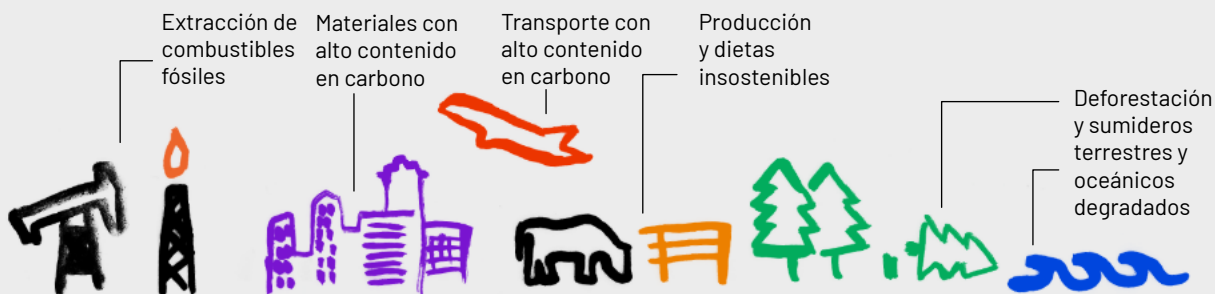 Extracción de
combustibles
fósiles
Materiales con
alto contenido
en carbono
Transporte con
alto contenido
en carbono
Producción
y dietas
insostenibles
Deforestación
y sumideros
terrestres y
oceánicos
degradados